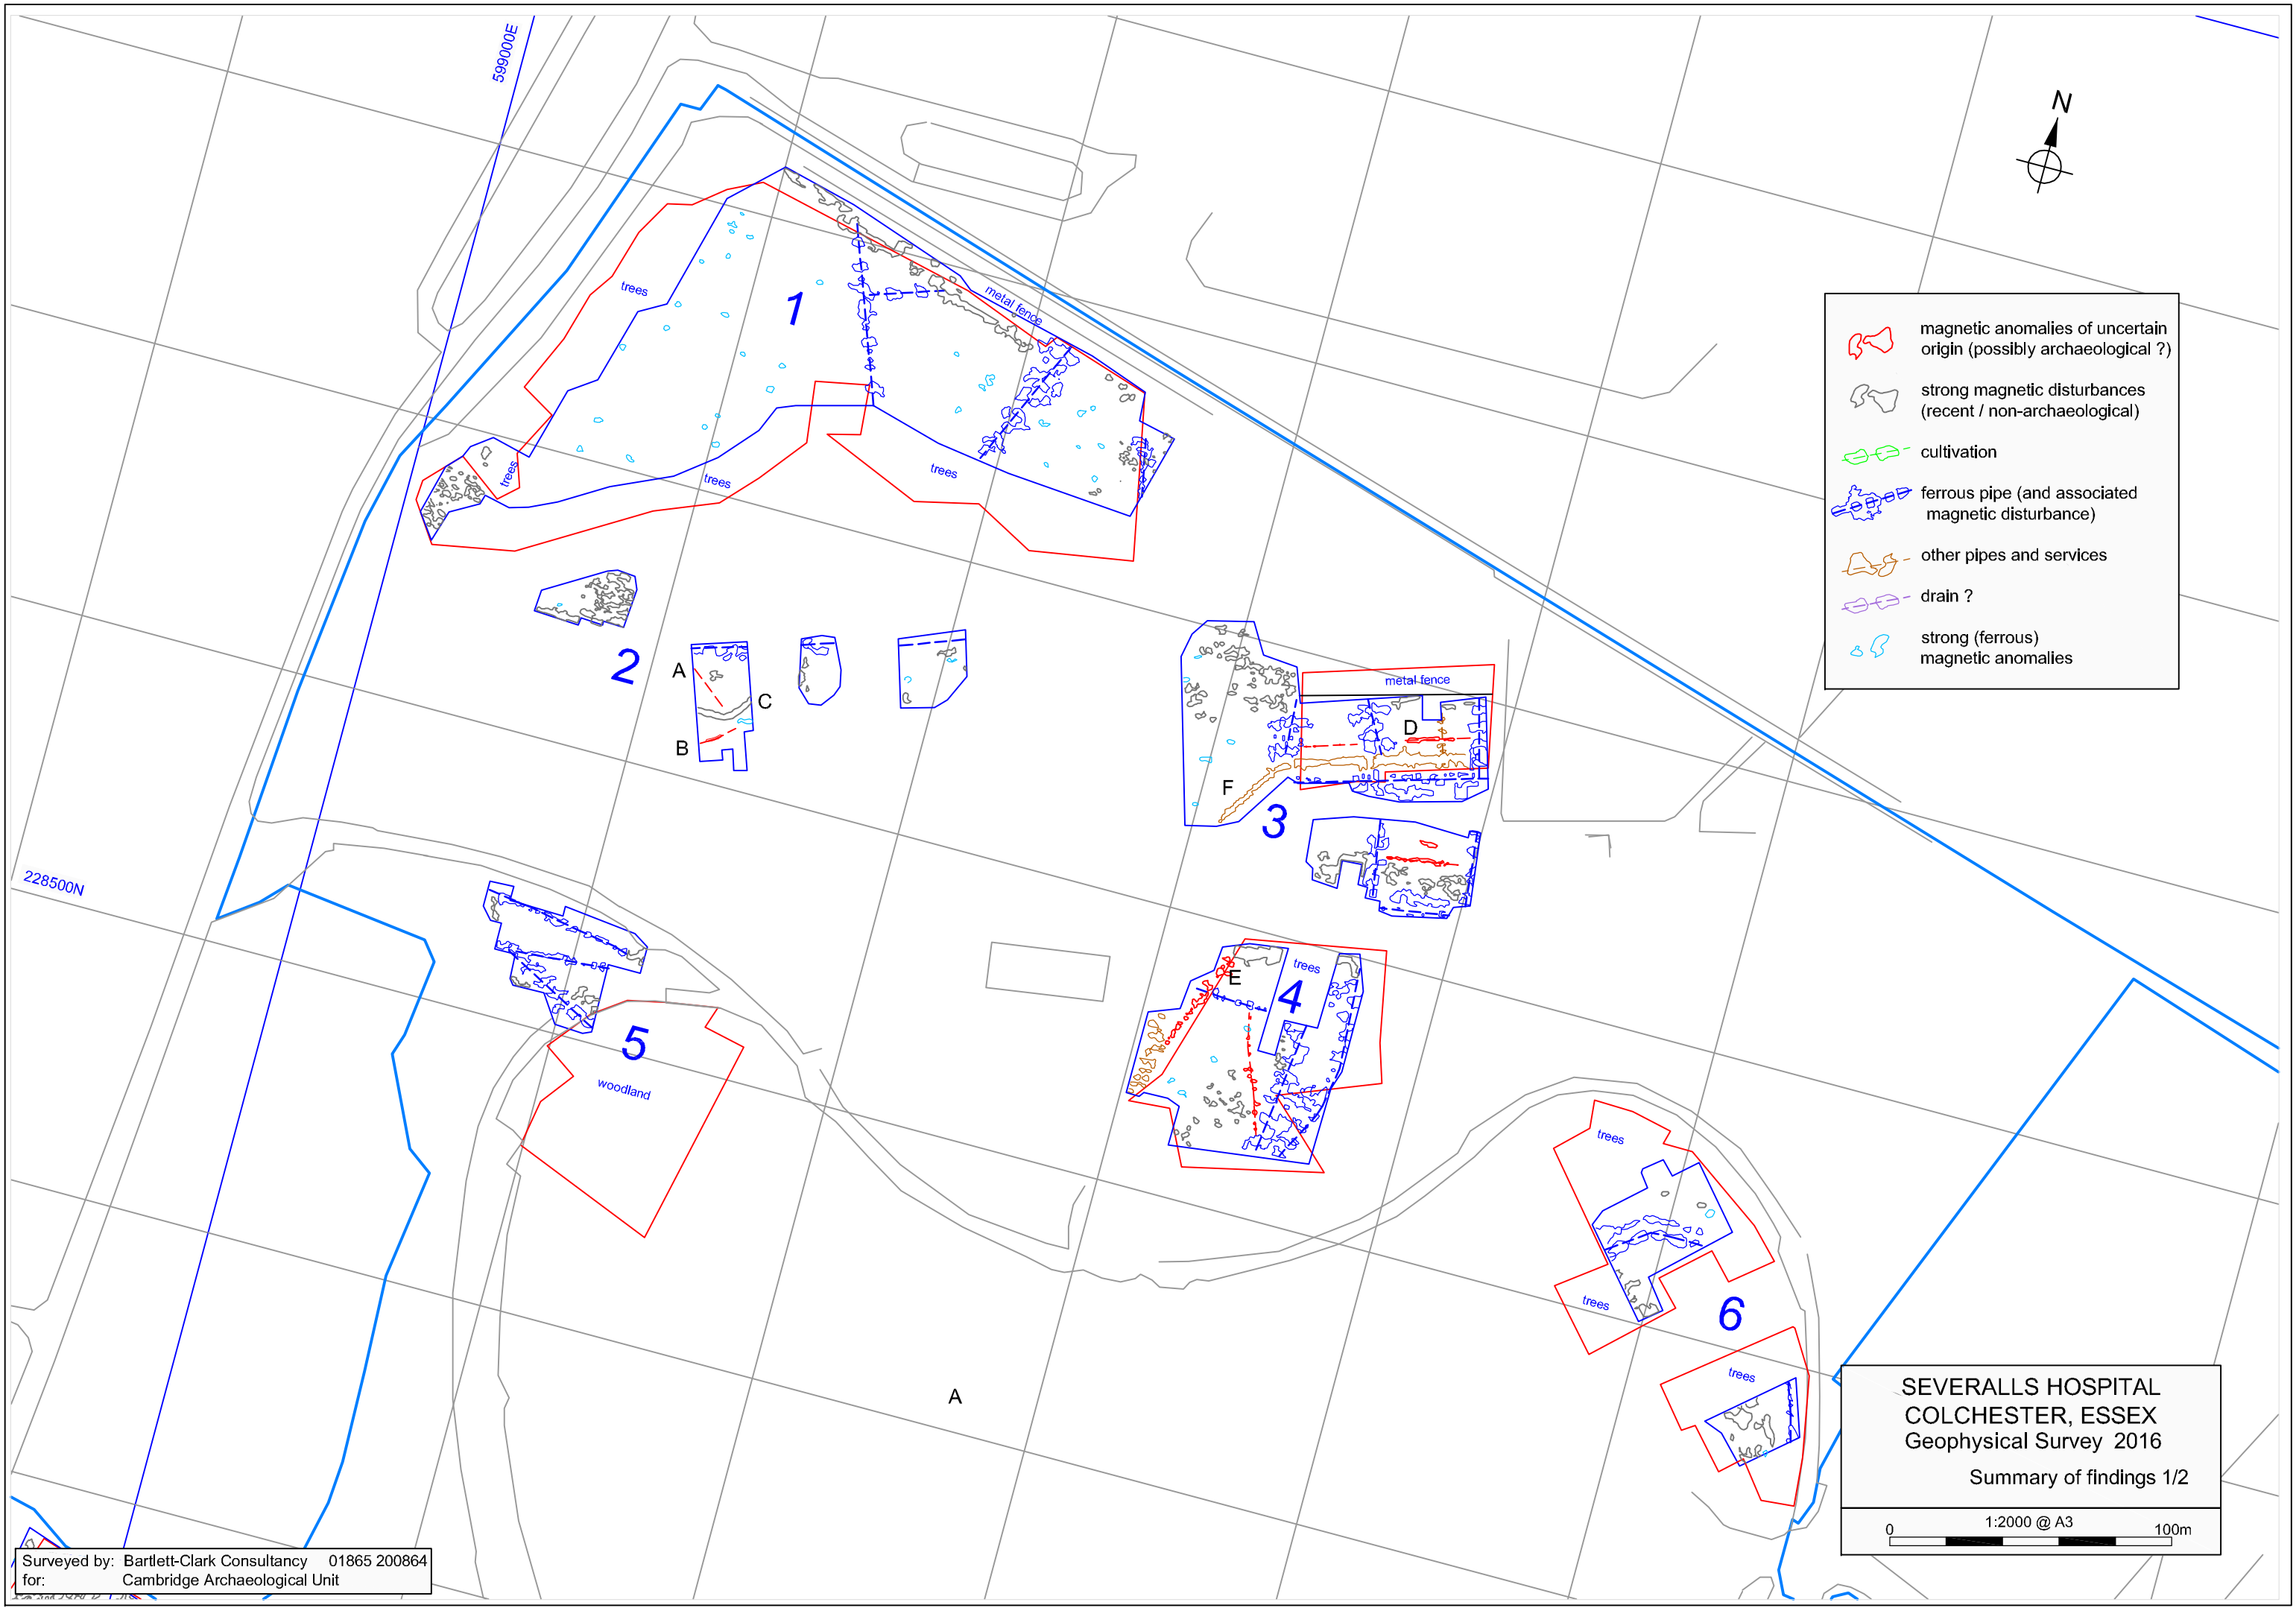 599000E
N
trees
1
metal fence
trees
trees
trees
magnetic anomalies of uncertain
origin (possibly archaeological ?)
strong magnetic disturbances
(recent / non-archaeological)
cultivation
ferrous pipe (and associated
magnetic disturbance)
other pipes and services
drain ?
strong (ferrous)
magnetic anomalies
2
A
C
B
metal fence
D
F
3
228500N
E
trees
4
5
woodland
trees
trees
6
trees
A
SEVERALLS HOSPITAL
COLCHESTER, ESSEX
Geophysical Survey 2016
Summary of findings 1/2
1:2000 @ A3
0 100m
Surveyed by: Bartlett-Clark Consultancy 01865 200864
for: Cambridge Archaeological Unit